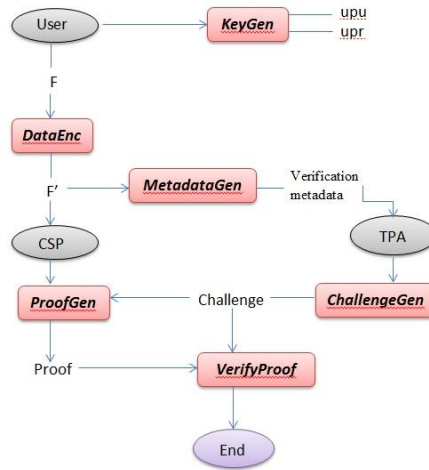 User
KeyGen
upu
upr
F
DataEnc
F'
MetadataGen
Verification
metadata
CSP
TPA
ProofGen
Challenge
ChallengeGen
Proof
VerifyProof
End